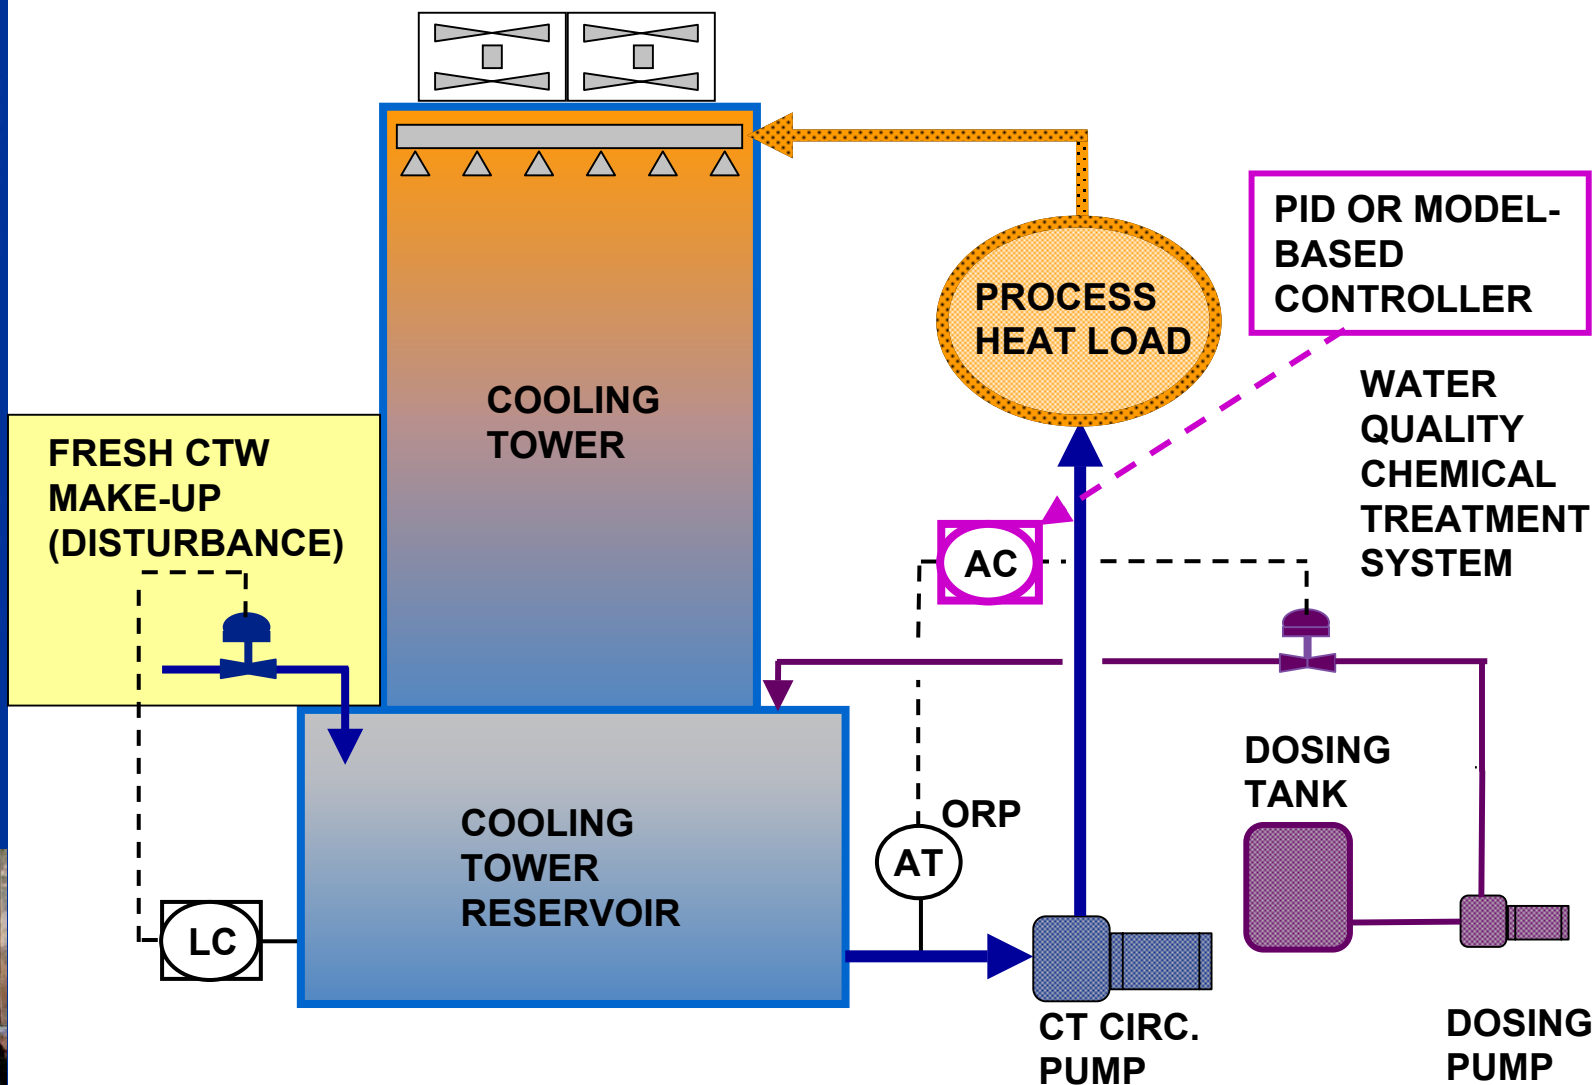 PID OR MODEL-
BASED
CONTROLLER
PROCESS
HEAT LOAD
COOLING
TOWER
WATER
QUALITY
CHEMICAL
TREATMENT
SYSTEM
FRESH CTW
MAKE-UP
(DISTURBANCE)
AC
DOSING
TANK
ORP
AT
COOLING
TOWER
RESERVOIR
LC
CT CIRC.
PUMP
DOSING
PUMP